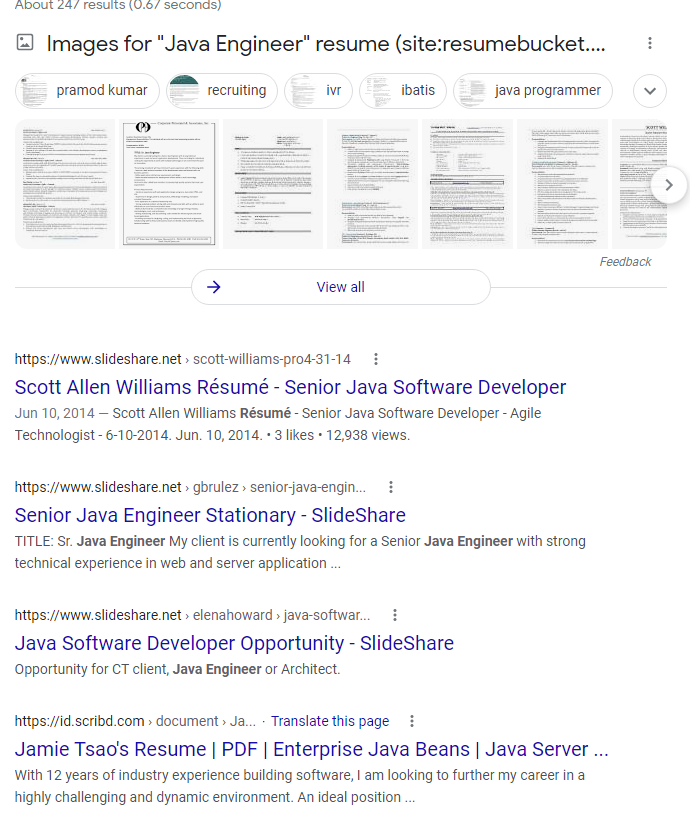 About 247 results (0.67 seconds)
Images for "Java Engineer" resume (site:resumebucket....
pramod kumar
recruiting
ivr
ibatis
java programmer
Feedback
View all
https://www.slideshare.net › scott-williams-pro4-31-14
Scott Allen Williams Résumé - Senior Java Software Developer
Jun 10, 2014 — Scott Allen Williams Résumé - Senior Java Software Developer - Agile
Technologist - 6-10-2014. Jun. 10, 2014. • 3 likes • 12,938 views.
https://www.slideshare.net › gbrulez › senior-java-engin...
Senior Java Engineer Stationary - SlideShare
TITLE: Sr. Java Engineer My client is currently looking for a Senior Java Engineer with strong
technical experience in web and server application ...
https://www.slideshare.net › elenahoward › java-softwar...
Java Software Developer Opportunity - SlideShare
Opportunity for CT client, Java Engineer or Architect.
https://id.scribd.com › document › Ja... · Translate this page
Jamie Tsao's Resume | PDF | Enterprise Java Beans | Java Server ...
With 12 years of industry experience building software, I am looking to further my career in a
highly challenging and dynamic environment. An ideal position ...